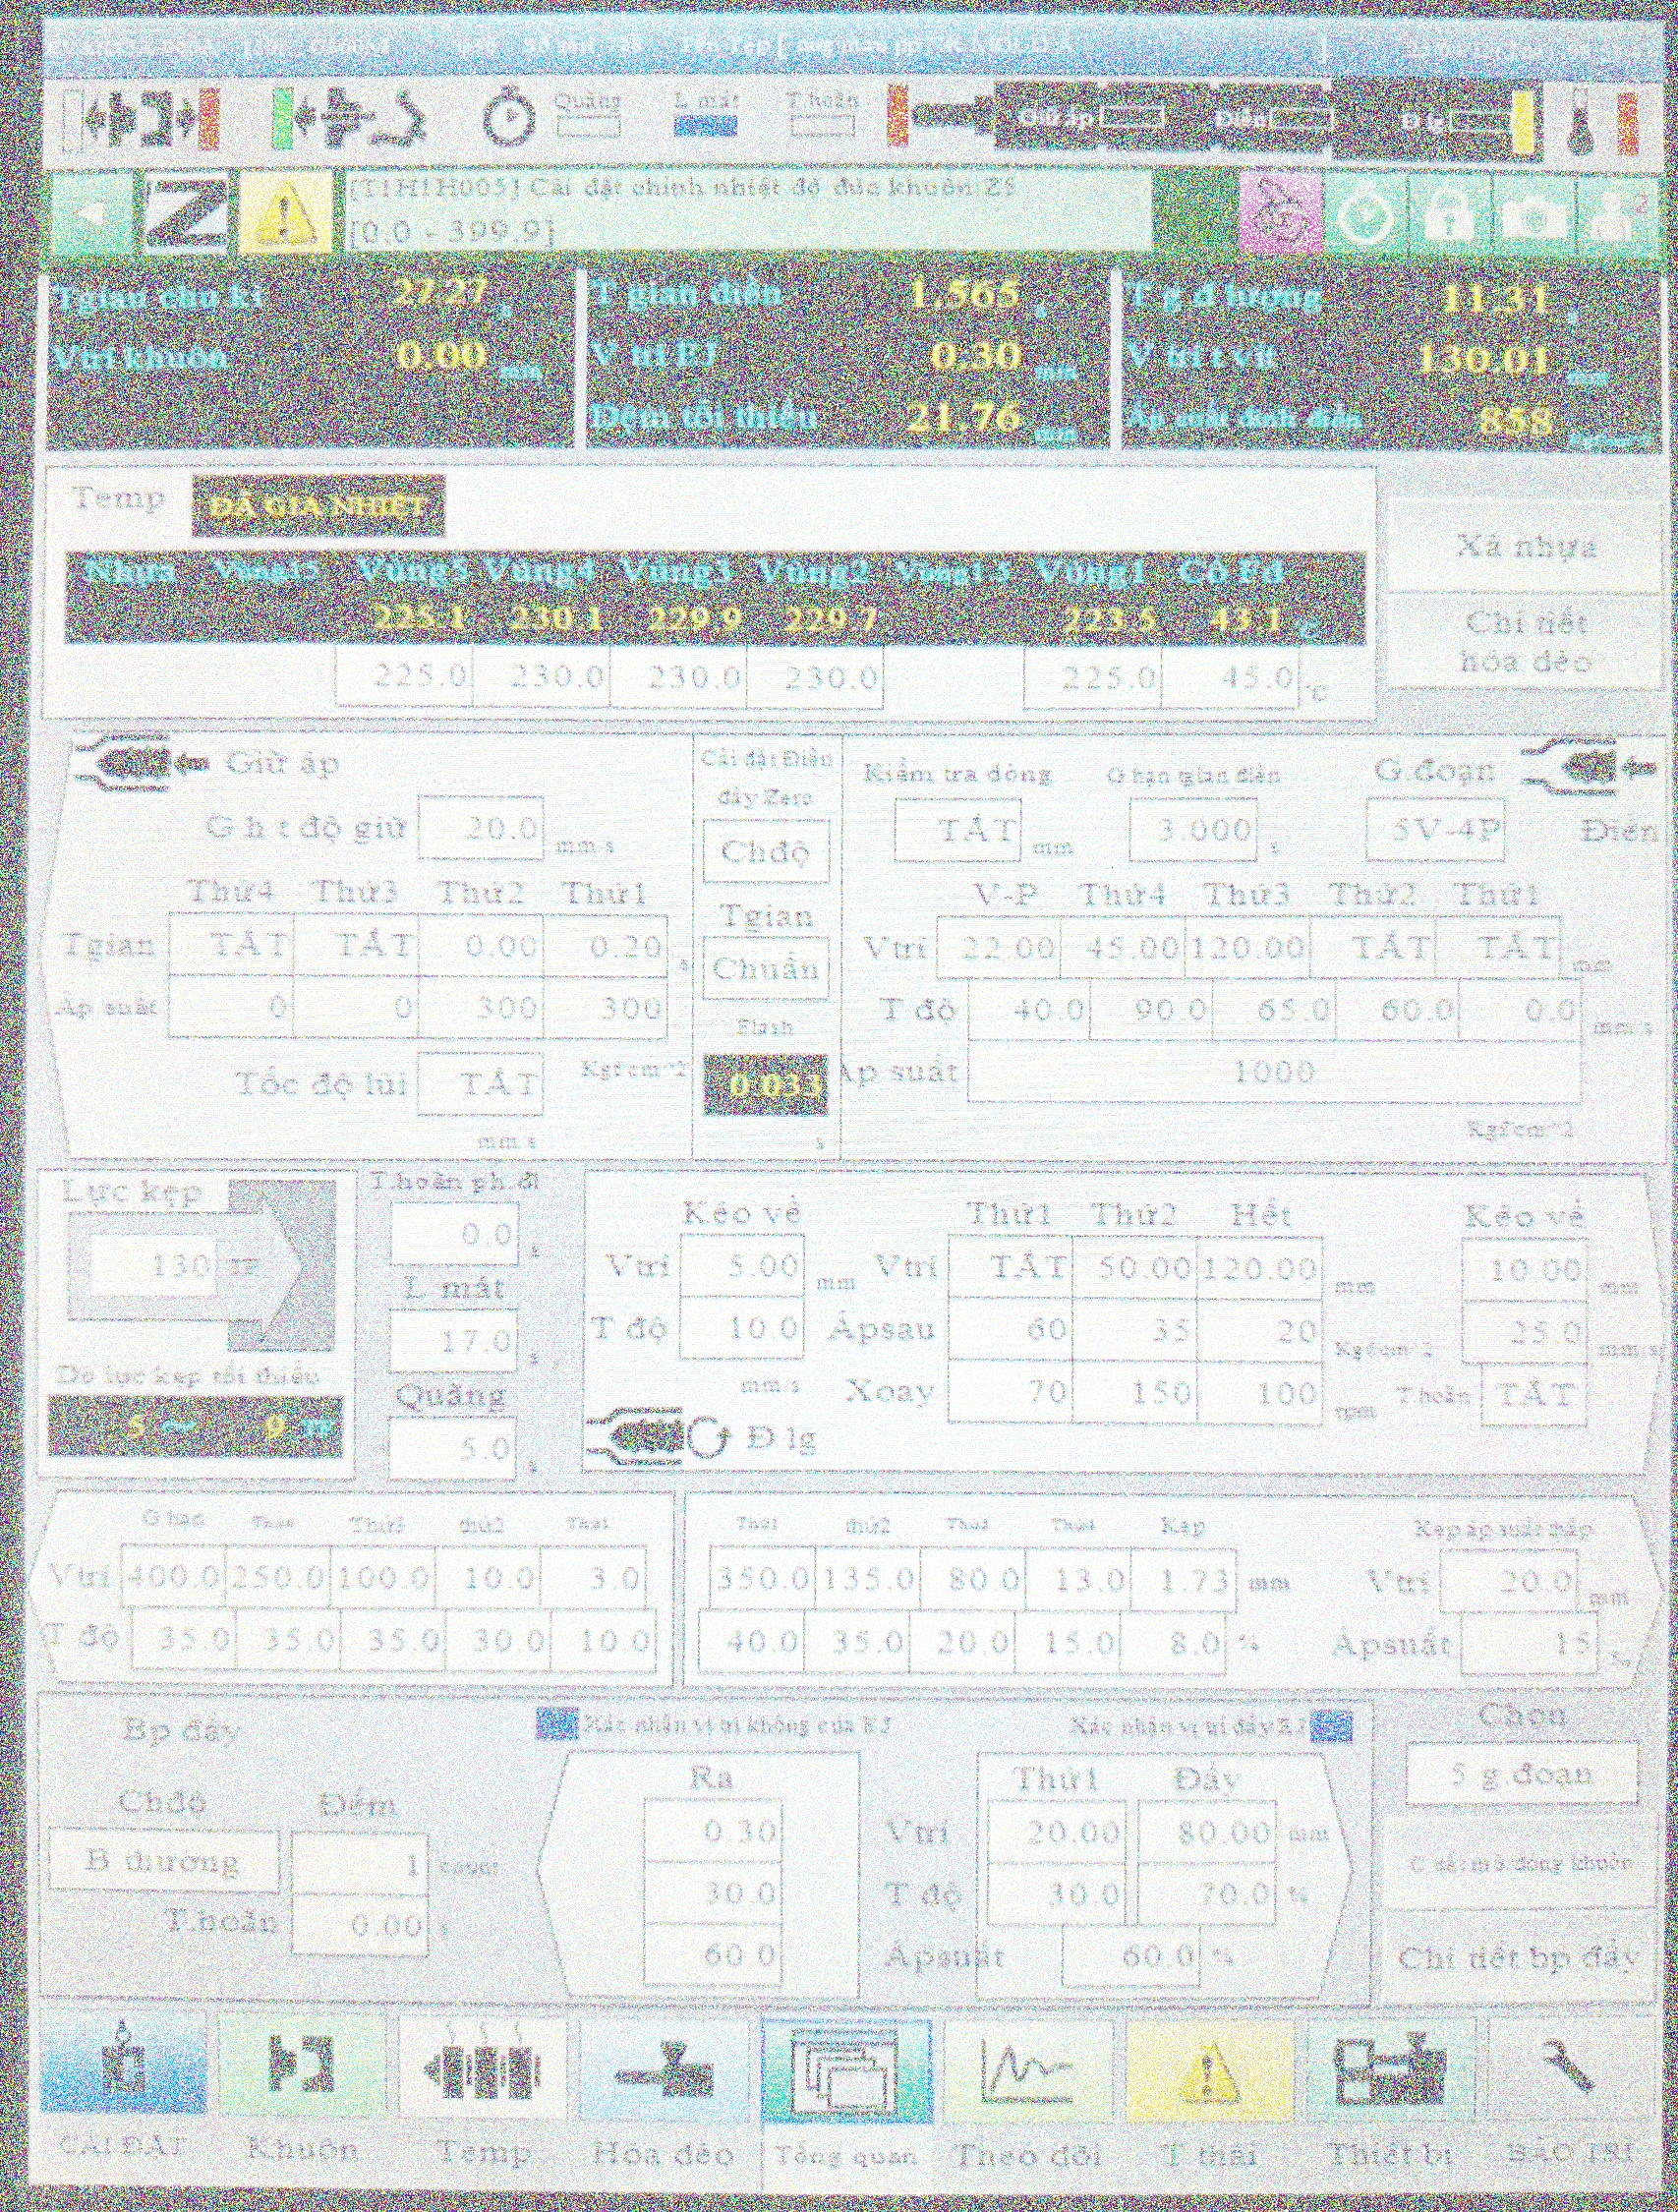 Quãng L mát T.hoãn Giữ áp Điền Đ lg
[T1H1H005] Cài đặt chính nhiệt độ đúc khuôn Z5
[0.0 - 399.9]
2
Tgian chu kì 27.27 s T gian điền 1.565 s T g đ lượng 11.31 s
Vtrí khuôn 0.00 mm V trí EJ 0.30 mm V trí t.vít 130.01 mm
Đệm tối thiểu 21.76 mm Áp suất đỉnh điền 858
Temp ĐÃ GIA NHIỆT
Xả nhựa
Nhựa Vùng5 Vùng4 Vùng3 Vùng2 Vùng1 Cổ Fd
225.1 230.1 229.9 229.7 223.5 43.1 °C
Chi tiết
hóa dẻo
225.0 230.0 230.0 230.0 225.0 45.0 °C
Giữ áp Cài đặt Điền Kiểm tra dòng G hạn tgian điền G.đoạn
đầy Zero
G h t độ giữ 20.0 mm s Chđộ TẮT mm 3.000 s 5V-4P Điền
Thứ4 Thứ3 Thứ2 Thứ1 Tgian V-P Thứ4 Thứ3 Thứ2 Thứ1
Tgian TẮT TẮT 0.00 0.20 s Chuẩn Vtrí 22.00 45.00 120.00 TẮT TẮT mm
Áp suất 0 0 300 300 Flash T độ 40.0 90.0 65.0 60.0 0.0 mm s
Tốc độ lùi TẮT Kgf cm^2 0.033 Áp suất 1000
mm s s Kgf cm^2
Lực kẹp T.hoãn ph.đi
0.0 s Kéo về Thứ1 Thứ2 Hết Kéo về
130 TF L mát Vtrí 5.00 mm Vtrí TẮT 50.00 120.00 mm 10.00 mm
17.0 s T độ 10.0 Ápsau 60 35 20 Kgf cm^2 25.0 mm s
Dò lực kẹp tối thiểu Quãng mm s Xoay 70 150 100 rpm T.hoãn TẮT
5 ~ 9 TF 5.0 s Đ lg
G hạn Thứ4 Thứ3 thứ2 Thứ1 Thứ1 thứ2 Thứ3 Thứ4 Kẹp Kẹp áp suất thấp
Vtrí 400.0 250.0 100.0 10.0 3.0 350.0 135.0 80.0 13.0 1.73 mm Vtrí 20.0 mm
T độ 35.0 35.0 35.0 30.0 10.0 40.0 35.0 20.0 15.0 8.0 % Ápsuất 15 %
Bp đẩy Xác nhận vị trí không của EJ Xác nhận vị trí đẩy EJ Chọn
Ra Thứ1 Đẩy 5 g.đoạn
Chđộ Đếm 0.30 Vtrí 20.00 80.00 mm
B thường 1 30.0 T độ 30.0 70.0 %
T.hoãn 0.00 s 60.0 Ápsuất 60.0 % Chi tiết bp đẩy
CÀI ĐẶT Khuôn Temp Hóa dẻo Tổng quan Theo dõi T thái Thiết bị BẢO TRÌ